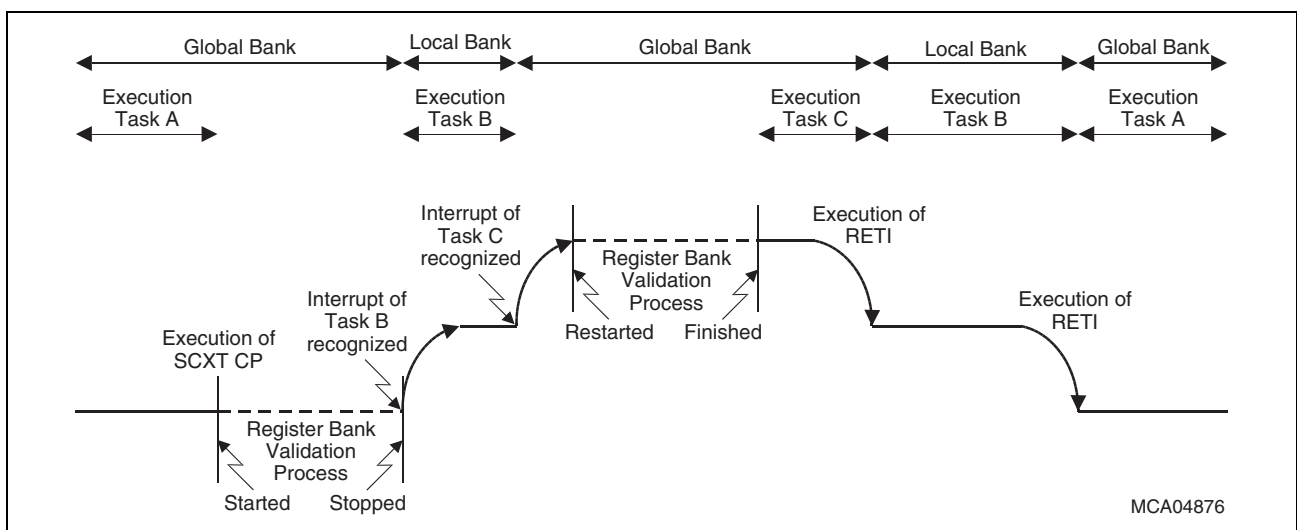 Global Bank
Local Bank
Global Bank
Local Bank
Global Bank
Execution
Task A
Execution
Task B
Execution
Task C
Execution
Task B
Execution
Task A
Interrupt of
Task C
recognized
Execution of
RETI
Register Bank
Validation
Process
Restarted
Finished
Interrupt of
Task B
recognized
Execution of
RETI
Execution of
SCXT CP
Register Bank
Validation
Process
Started
Stopped
MCA04876